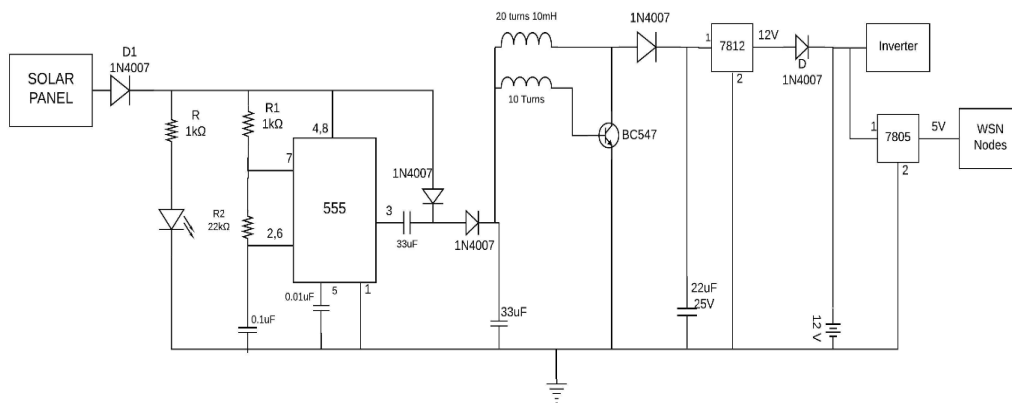 20 turns 10mH
1N4007
D1
1N4007
SOLAR
PANEL
R
1kΩ
R1
1kΩ
4,8
7
555
R2
22kΩ
2,6
3
1N4007
33uF
1N4007
10 Turns
BC547
1
7812
12V
2
D
1N4007
Inverter
1
7805
5V
2
WSN
Nodes
0.01uF
5
1
0.1uF
33uF
22uF
25V
12 V